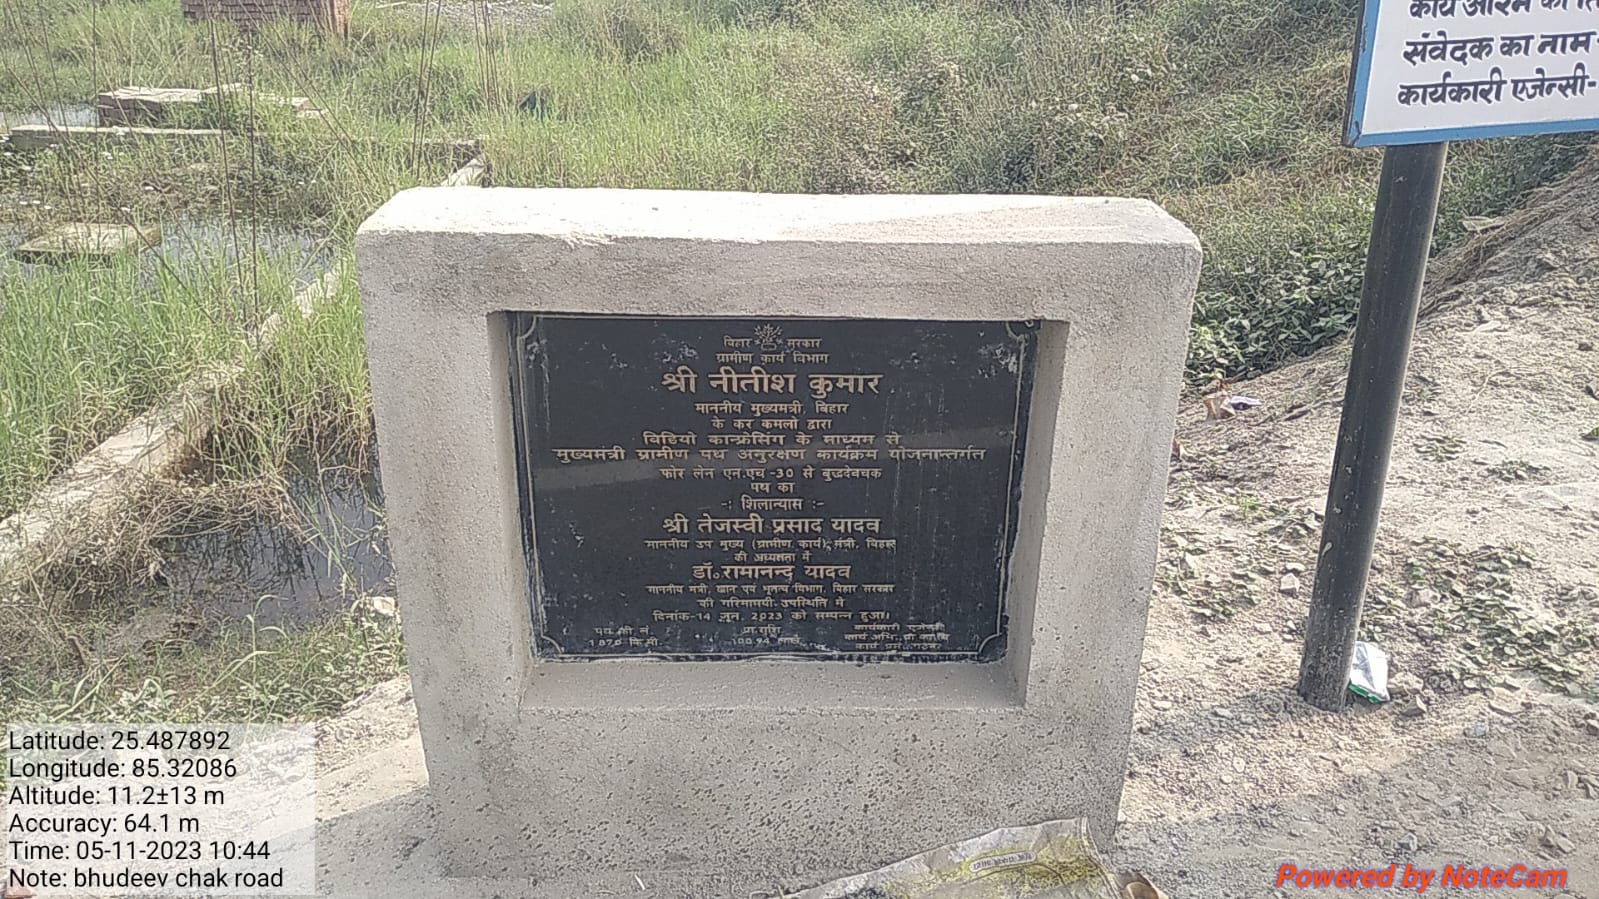 बिहार सरकार
ग्रामीण कार्य विभाग
श्री नीतीश कुमार
माननीय मुख्यमंत्री, बिहार
के कर कमलो द्वारा
विडियो कान्फ्रेसिंग के माध्यम से
मुख्यमंत्री ग्रामीण पथ अनुरक्षण कार्यक्रम योजनान्तर्गत
फोर लेन एन.एच-30 से बुद्धदेवचक
पथ का
-: शिलान्यास :-
श्री तेजस्वी प्रसाद यादव
माननीय उप मुख्य (ग्रामीण कार्य) मंत्री, बिहार
की अध्यक्षता में
डॉ॰रामानन्द यादव
माननीय मंत्री, खान एवं भूतत्व विभाग, बिहार सरकार
की गरिमामयी उपस्थिति में
दिनांक-14 जून, 2023 को सम्पन्न हुआ।
प्रा.राशि कार्यकारी एजेन्सी
कि.मी. लाख
संवेदक का नाम-
कार्यकारी एजेन्सी-
Latitude: 25.487892
Longitude: 85.32086
Altitude: 11.2±13 m
Accuracy: 64.1 m
Time: 05-11-2023 10:44
Note: bhudeev chak road
Powered by NoteCam